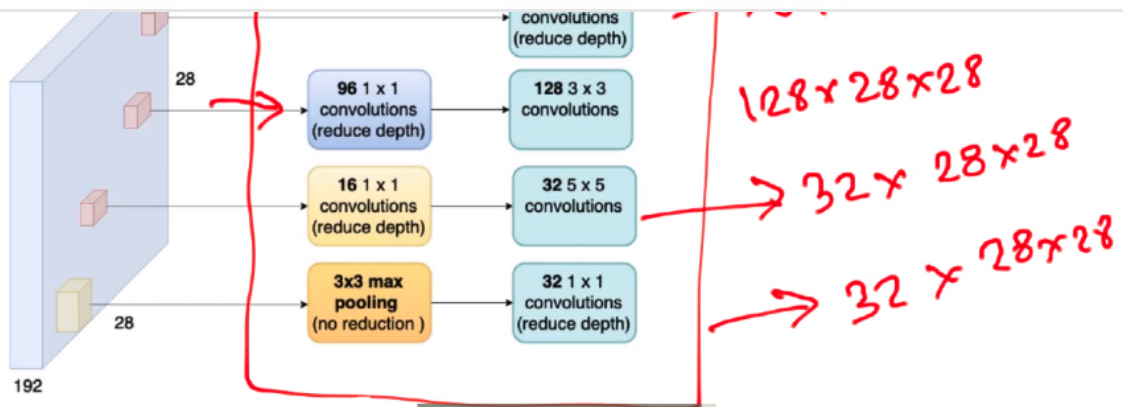 convolutions
(reduce depth)
28
96 1 x 1
convolutions
(reduce depth)
128 3 x 3
convolutions
128x28x28
16 1 x 1
convolutions
(reduce depth)
32 5 x 5
convolutions
32x 28x28
3x3 max
pooling
(no reduction )
32 1 x 1
convolutions
(reduce depth)
32 x 28x28
28
192